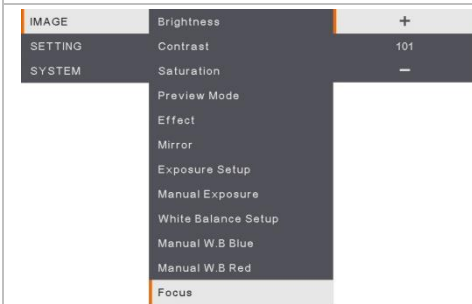 IMAGE
SETTING
SYSTEM
Brightness
Contrast
Saturation
Preview Mode
Effect
Mirror
Exposure Setup
Manual Exposure
White Balance Setup
Manual W.B Blue
Manual W.B Red
Focus
+
101
−